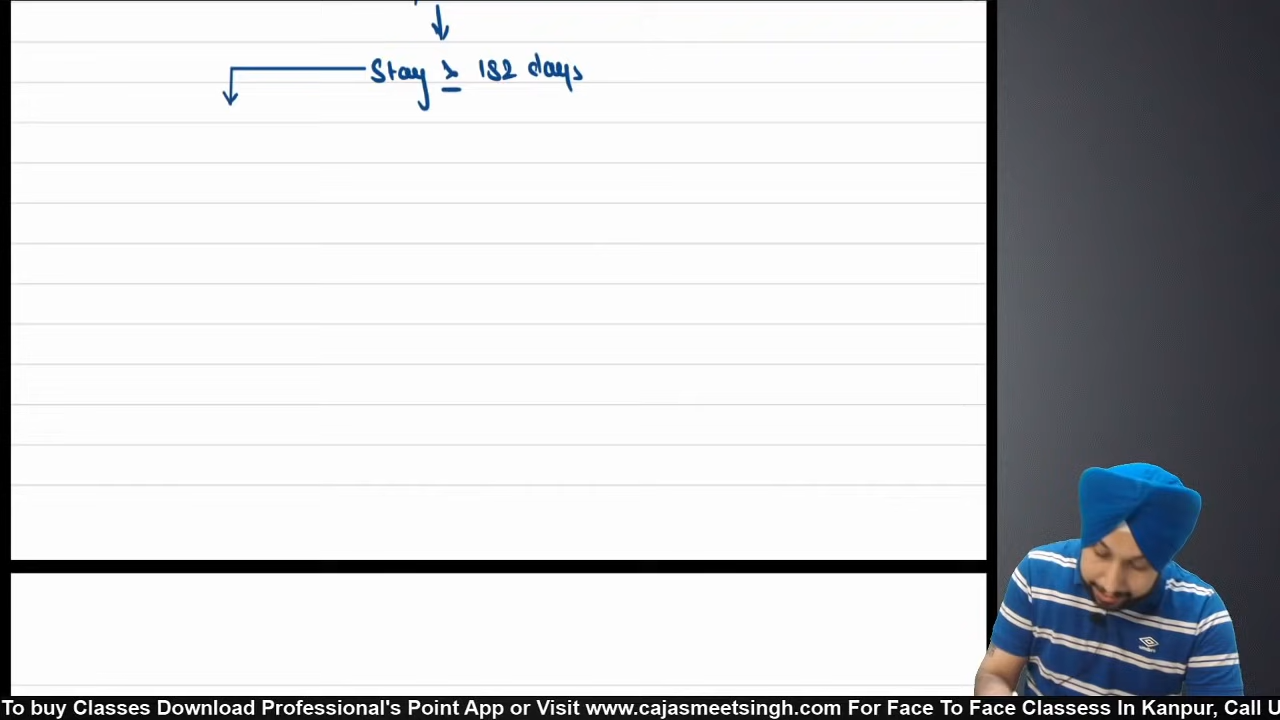 Stay ≥ 182 days
To buy Classes Download Professional's Point App or Visit www.cajasmeetsingh.com For Face To Face Classess In Kanpur, Call U